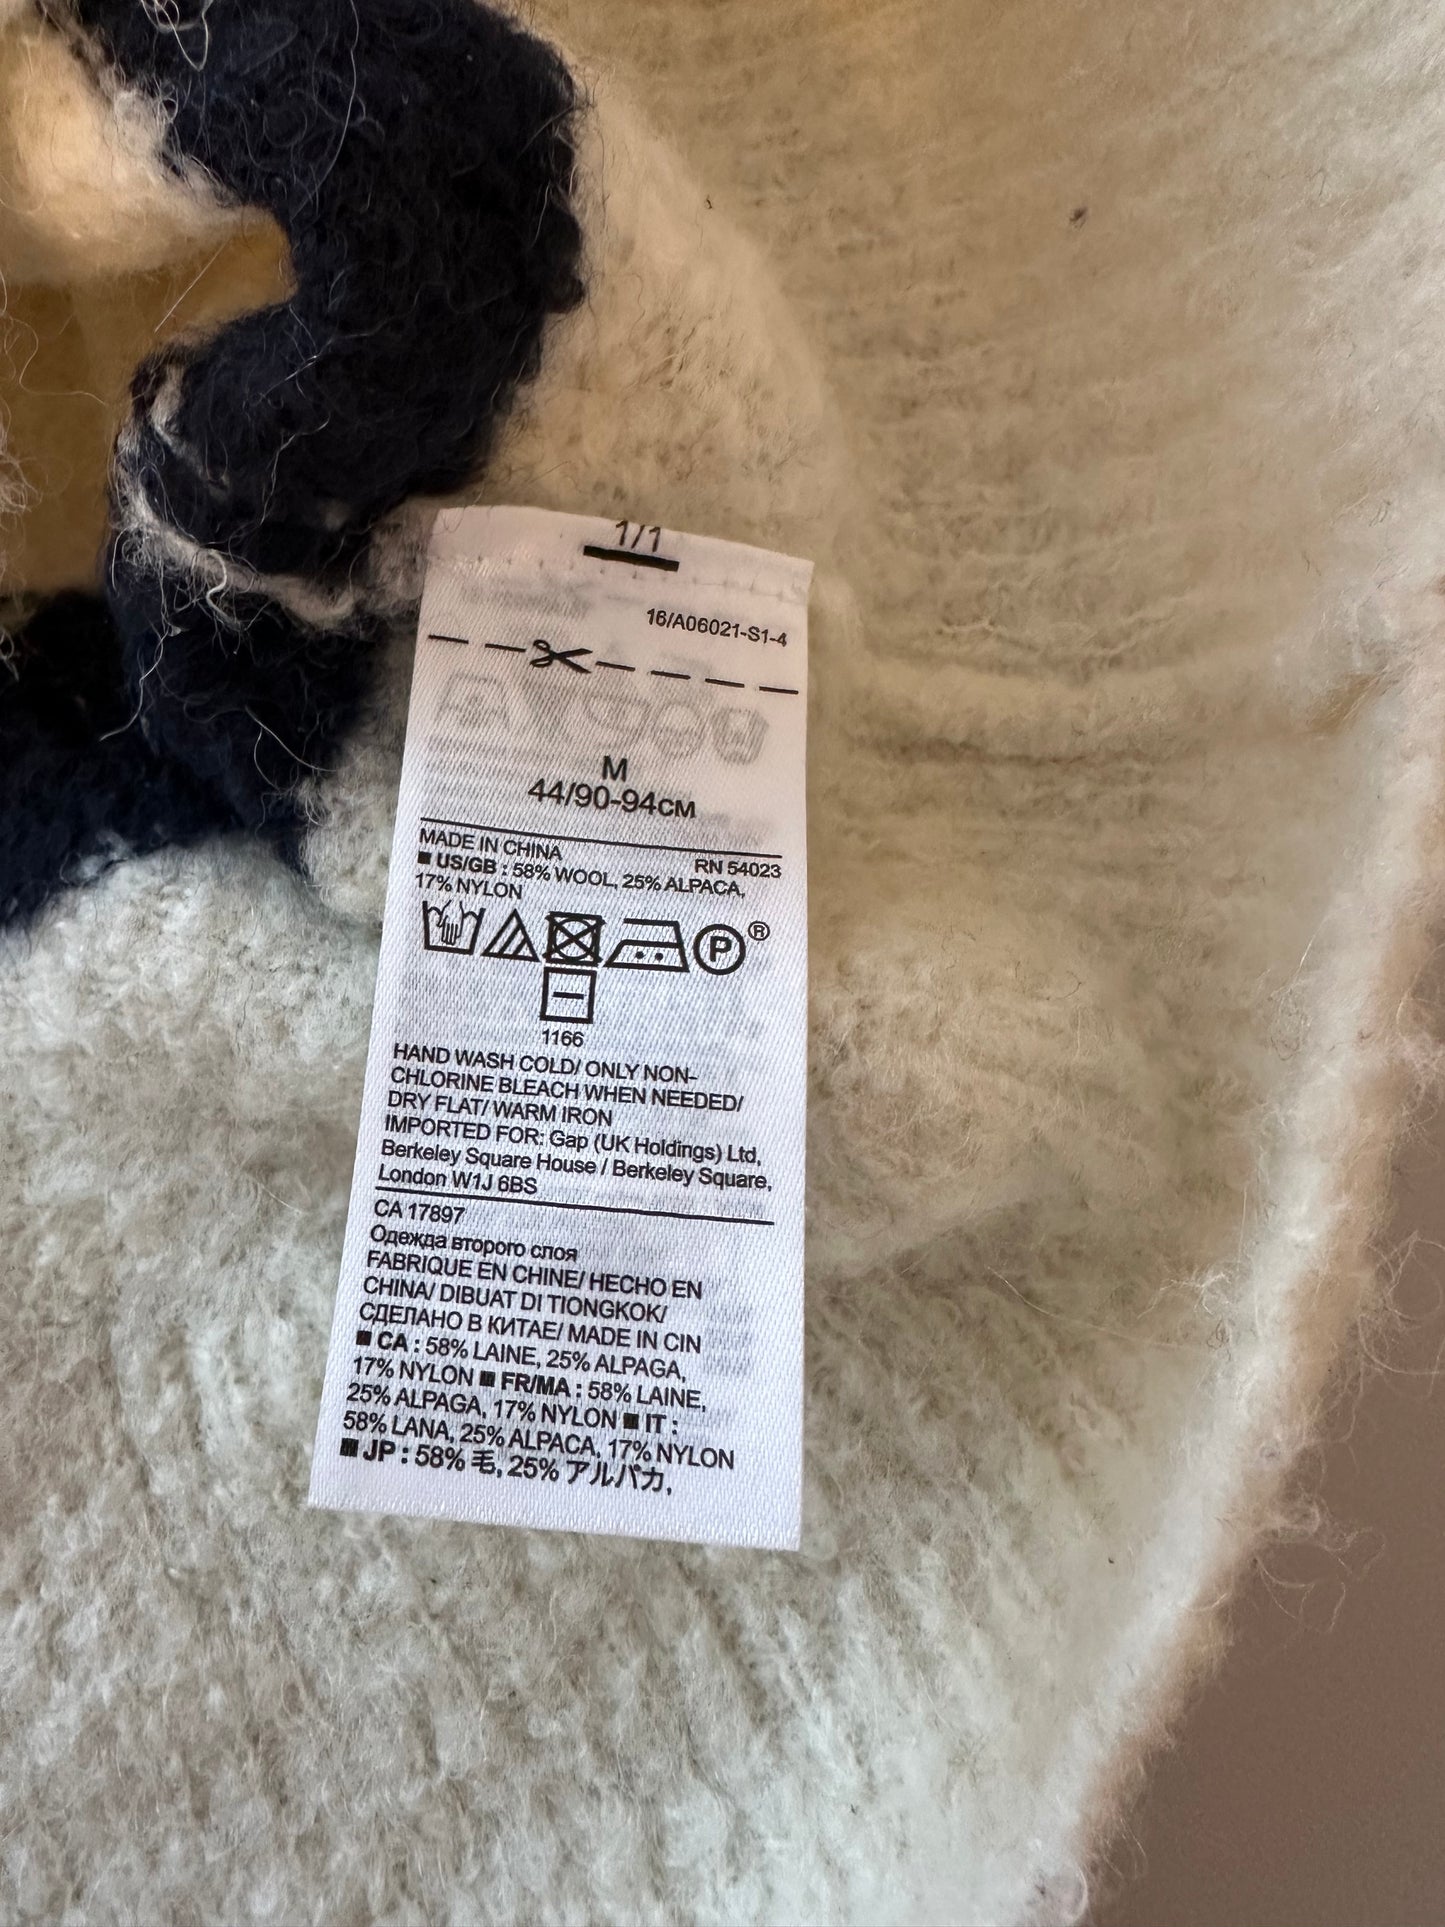 1/1
16/A06021-S1-4
M
44/90-94CM
MADE IN CHINA RN 54023
■ US/GB : 58% WOOL, 25% ALPACA,
17% NYLON
P ®
1166
HAND WASH COLD/ ONLY NON-
CHLORINE BLEACH WHEN NEEDED/
DRY FLAT/ WARM IRON
IMPORTED FOR: Gap (UK Holdings) Ltd,
Berkeley Square House / Berkeley Square,
London W1J 6BS
CA 17897
Одежда второго слоя
FABRIQUE EN CHINE/ HECHO EN
CHINA/ DIBUAT DI TIONGKOK/
СДЕЛАНО В КИТАЕ/ MADE IN CIN
■ CA : 58% LAINE, 25% ALPAGA,
17% NYLON ■ FR/MA : 58% LAINE,
25% ALPAGA, 17% NYLON ■ IT :
58% LANA, 25% ALPACA, 17% NYLON
■ JP : 58% 毛, 25% アルパカ,